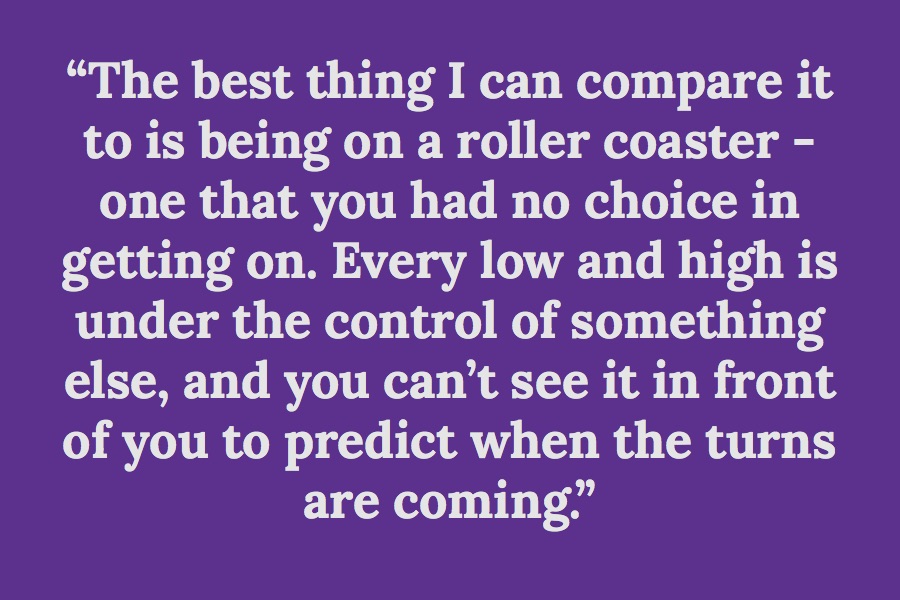 “The best thing I can compare it
to is being on a roller coaster -
one that you had no choice in
getting on. Every low and high is
under the control of something
else, and you can’t see it in front
of you to predict when the turns
are coming.”